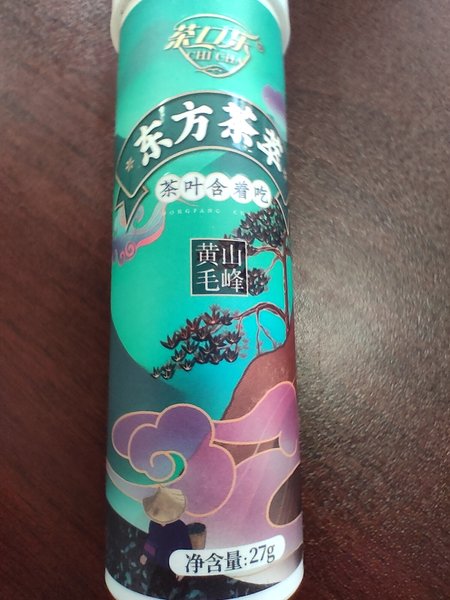 茶口乐
CHI CHA
东方茶萃
茶叶含着吃
黄山
毛峰
净含量:27g